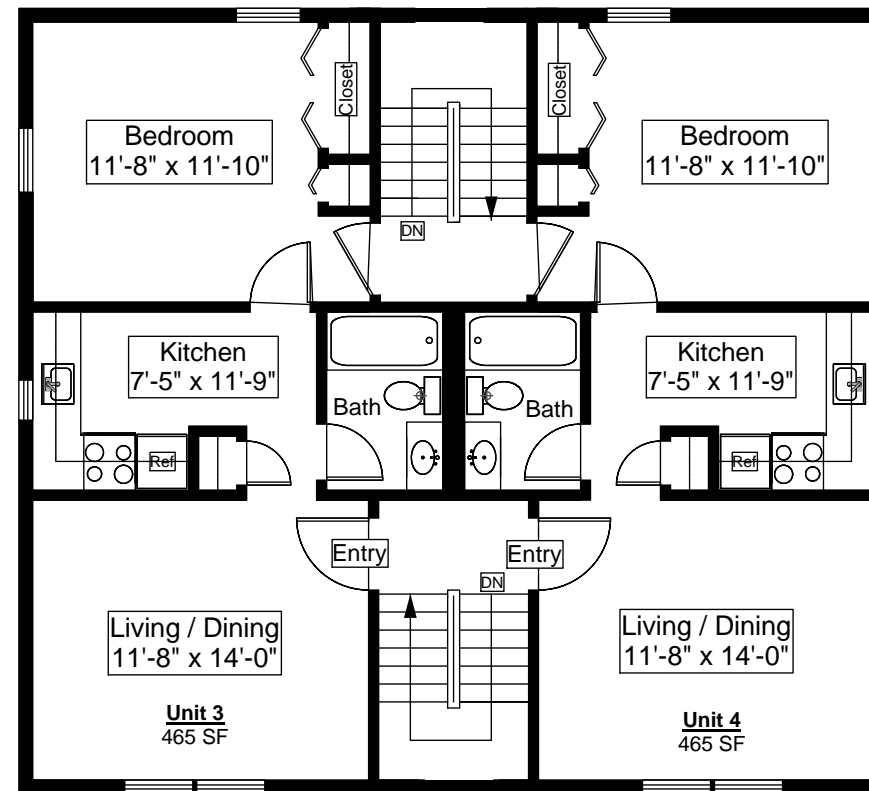 Closet
Closet
Bedroom
11'-8" x 11'-10"
Bedroom
11'-8" x 11'-10"
DN
Kitchen
7'-5" x 11'-9"
Kitchen
7'-5" x 11'-9"
Bath
Bath
Ref
Ref
Entry
Entry
DN
Living / Dining
11'-8" x 14'-0"
Living / Dining
11'-8" x 14'-0"
Unit 3
465 SF
Unit 4
465 SF